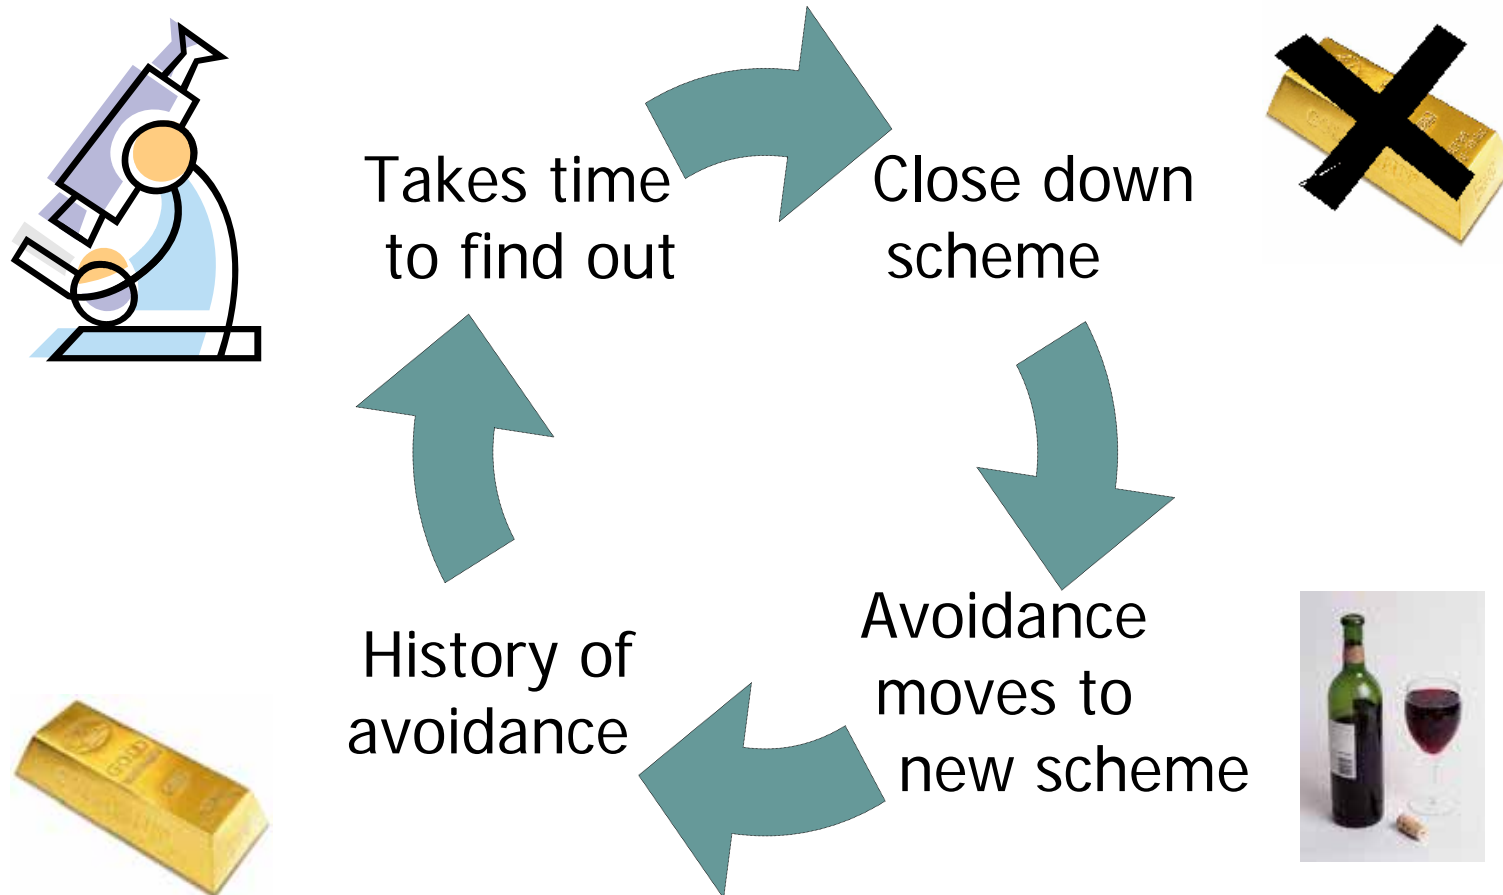 Takes time
to find out
Close down
scheme
Avoidance
moves to
new scheme
History of
avoidance